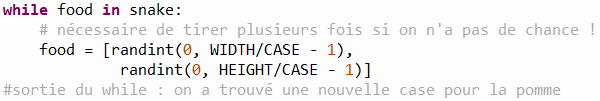 while food in snake:
    # nécessaire de tirer plusieurs fois si on n'a pas de chance !
    food = [randint(0, WIDTH/CASE - 1),
             randint(0, HEIGHT/CASE - 1)]
#sortie du while : on a trouvé une nouvelle case pour la pomme